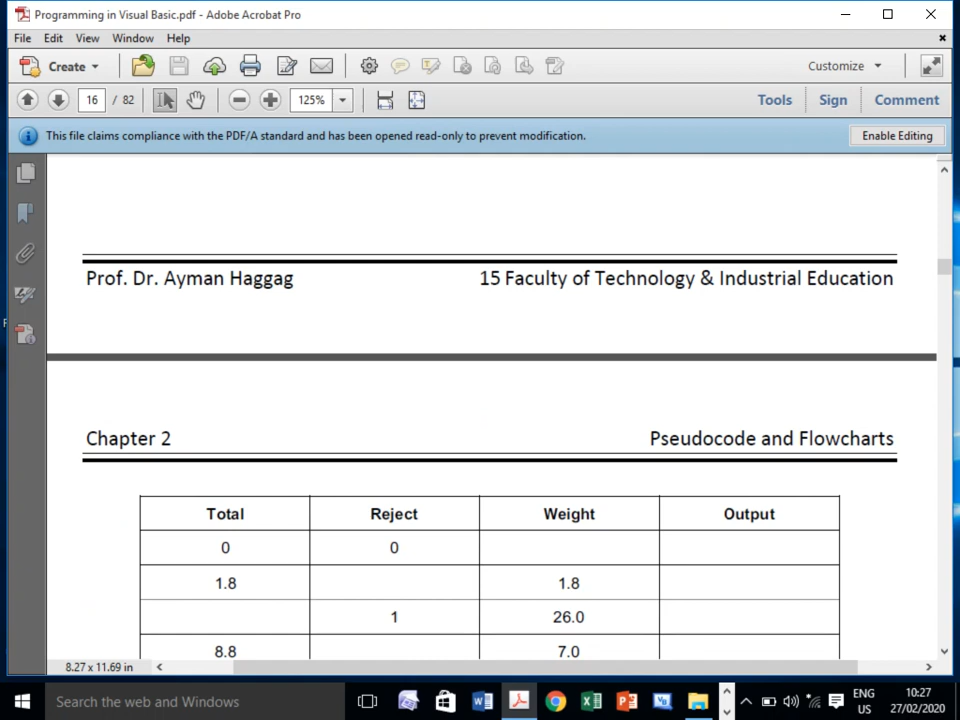 Programming in Visual Basic.pdf - Adobe Acrobat Pro
File Edit View Window Help
Create Customize
16 / 82 125% Tools Sign Comment
This file claims compliance with the PDF/A standard and has been opened read-only to prevent modification. Enable Editing
Prof. Dr. Ayman Haggag 15 Faculty of Technology & Industrial Education
Chapter 2 Pseudocode and Flowcharts
Total Reject Weight Output
0 0
1.8 1.8
1 26.0
8.8 7.0
8.27 x 11.69 in
Search the web and Windows
ENG 10:27
US 27/02/2020